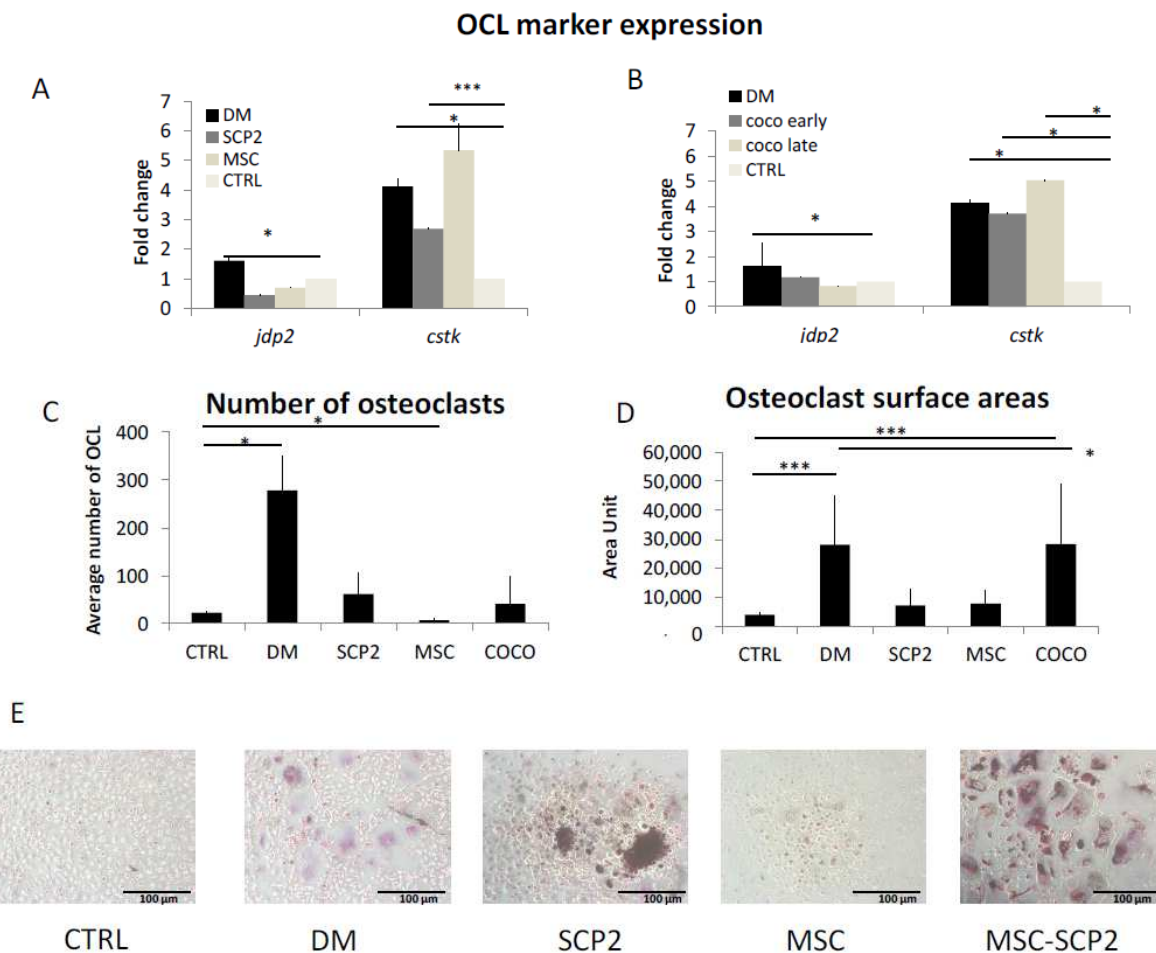 OCL marker expression
A
***
*
*
7
6
5
4
3
2
1
0
Fold change
DM
SCP2
MSC
CTRL
jdp2
cstk
B
*
*
*
*
7
6
5
4
3
2
1
0
Fold change
DM
coco early
coco late
CTRL
idp2
cstk
C
Number of osteoclasts
*
*
400
300
200
100
0
Average number of OCL
CTRL DM SCP2 MSC COCO
D
Osteoclast surface areas
***
***
*
60,000
50,000
40,000
30,000
20,000
10,000
0
Area Unit
CTRL DM SCP2 MSC COCO
E
100 µm 100 µm 100 µm 100 µm 100 µm
CTRL DM SCP2 MSC MSC-SCP2